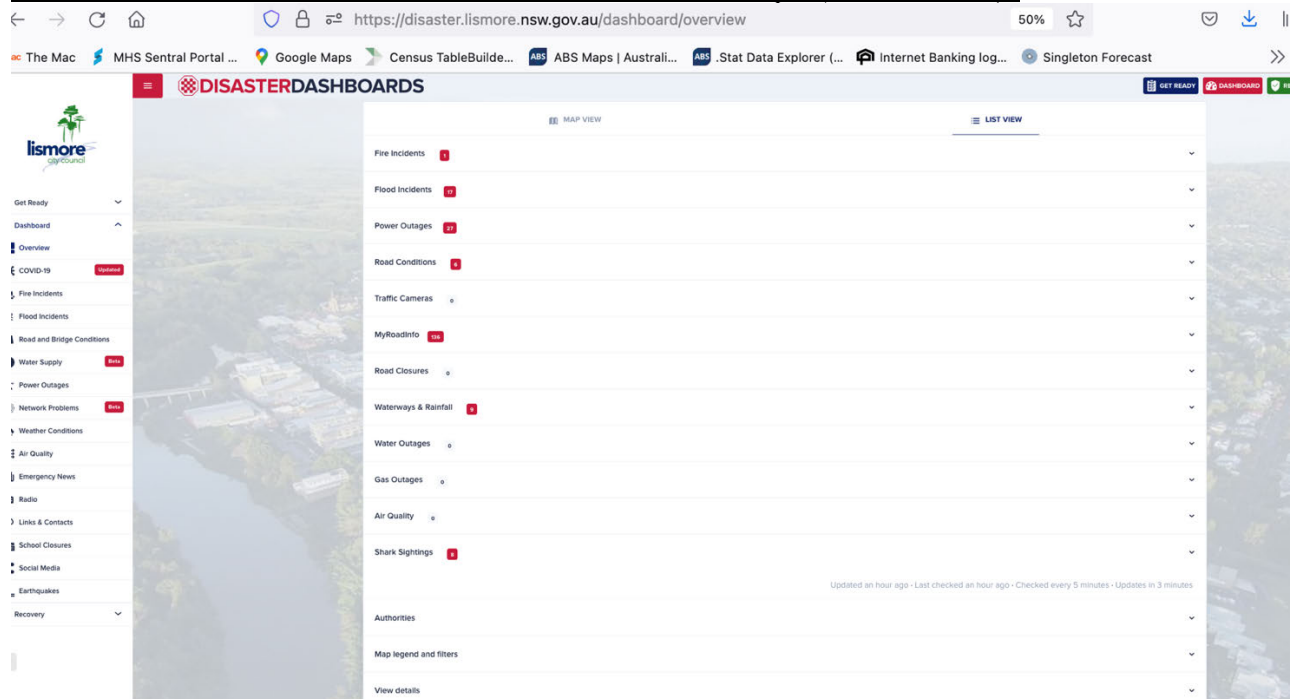 https://disaster.lismore.nsw.gov.au/dashboard/overview
50%
The Mac
MHS Sentral Portal ...
Google Maps
Census TableBuilde...
ABS
ABS Maps | Australi...
ABS
.Stat Data Explorer (...
Internet Banking log...
Singleton Forecast
DISASTERDASHBOARDS
GET READY
DASHBOARD
lismore
city council
MAP VIEW
LIST VIEW
Get Ready
Dashboard
Overview
COVID-19 Updated
Fire Incidents
Flood Incidents
Road and Bridge Conditions
Water Supply Beta
Power Outages
Network Problems Beta
Weather Conditions
Air Quality
Emergency News
Radio
Links & Contacts
School Closures
Social Media
Earthquakes
Recovery
Fire Incidents 1
Flood Incidents 17
Power Outages 27
Road Conditions 6
Traffic Cameras 0
MyRoadInfo 136
Road Closures 0
Waterways & Rainfall 9
Water Outages 0
Gas Outages 0
Air Quality 0
Shark Sightings 8
Updated an hour ago · Last checked an hour ago · Checked every 5 minutes · Updates in 3 minutes
Authorities
Map legend and filters
View details